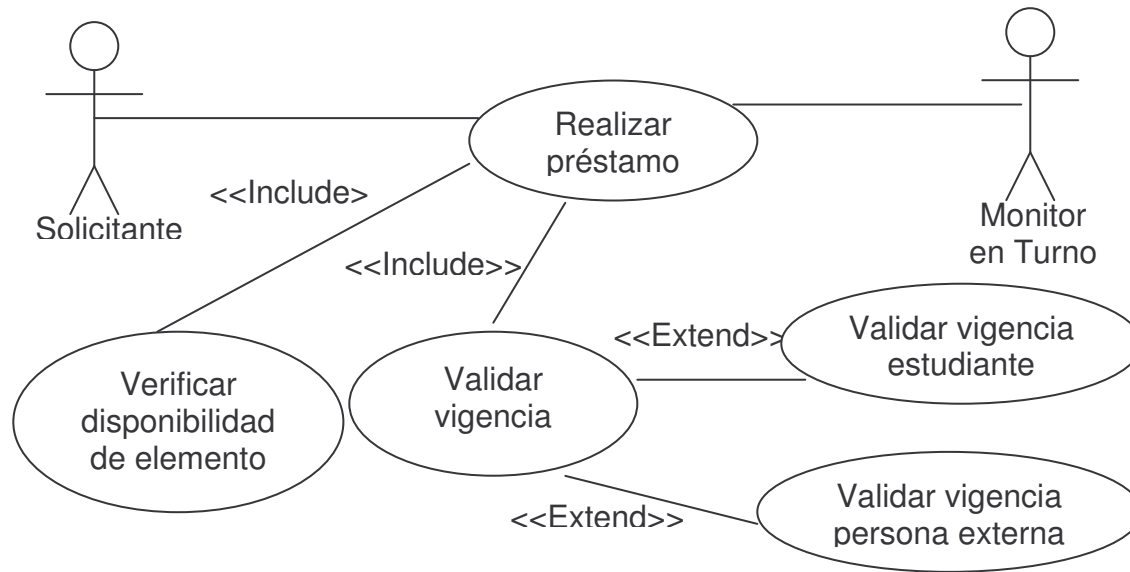 Realizar
préstamo
<<Include>
Solicitante
Monitor
en Turno
<<Include>>
<<Extend>>
Validar vigencia
estudiante
Verificar
disponibilidad
de elemento
Validar
vigencia
<<Extend>>
Validar vigencia
persona externa